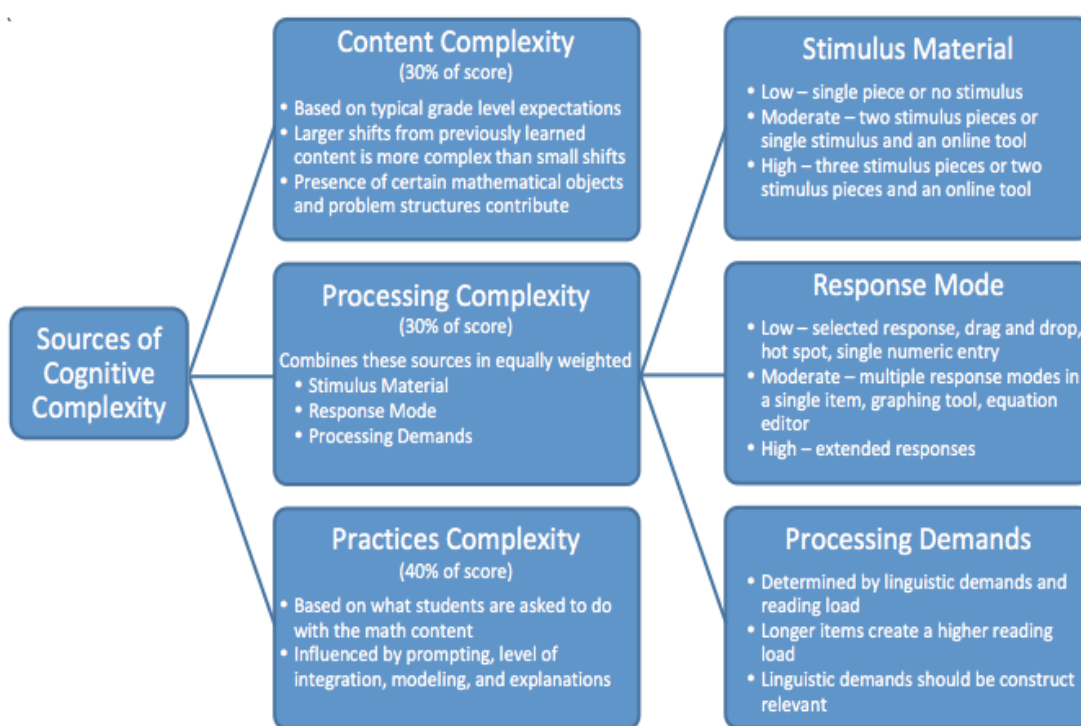 Sources of
Cognitive
Complexity
Content Complexity
(30% of score)
• Based on typical grade level expectations
• Larger shifts from previously learned
content is more complex than small shifts
• Presence of certain mathematical objects
and problem structures contribute
Processing Complexity
(30% of score)
Combines these sources in equally weighted
• Stimulus Material
• Response Mode
• Processing Demands
Practices Complexity
(40% of score)
• Based on what students are asked to do
with the math content
• Influenced by prompting, level of
integration, modeling, and explanations
Stimulus Material
• Low – single piece or no stimulus
• Moderate – two stimulus pieces or
single stimulus and an online tool
• High – three stimulus pieces or two
stimulus pieces and an online tool
Response Mode
• Low – selected response, drag and drop,
hot spot, single numeric entry
• Moderate – multiple response modes in
a single item, graphing tool, equation
editor
• High – extended responses
Processing Demands
• Determined by linguistic demands and
reading load
• Longer items create a higher reading
load
• Linguistic demands should be construct
relevant